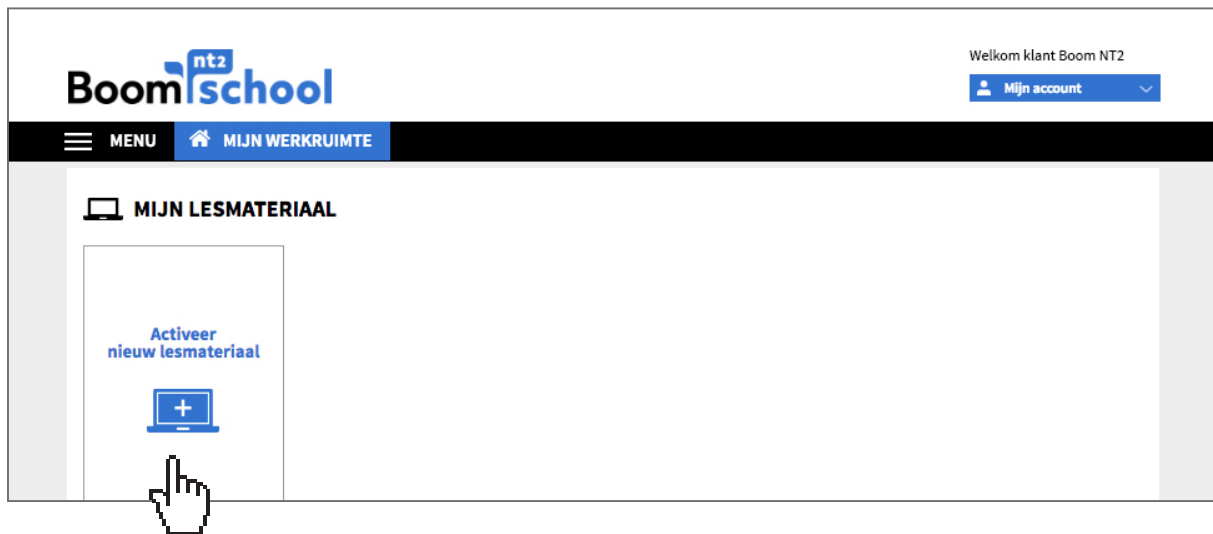 Boom nt2 school
Welkom klant Boom NT2
Mijn account
MENU
MIJN WERKRUIMTE
MIJN LESMATERIAAL
Activeer
nieuw lesmateriaal